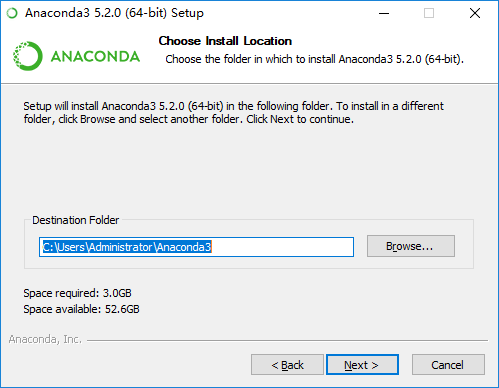 Anaconda3 5.2.0 (64-bit) Setup
ANACONDA
Choose Install Location
Choose the folder in which to install Anaconda3 5.2.0 (64-bit).
Setup will install Anaconda3 5.2.0 (64-bit) in the following folder. To install in a different
folder, click Browse and select another folder. Click Next to continue.
Destination Folder
C:\Users\Administrator\Anaconda3
Browse...
Space required: 3.0GB
Space available: 52.6GB
Anaconda, Inc.
< Back
Next >
Cancel